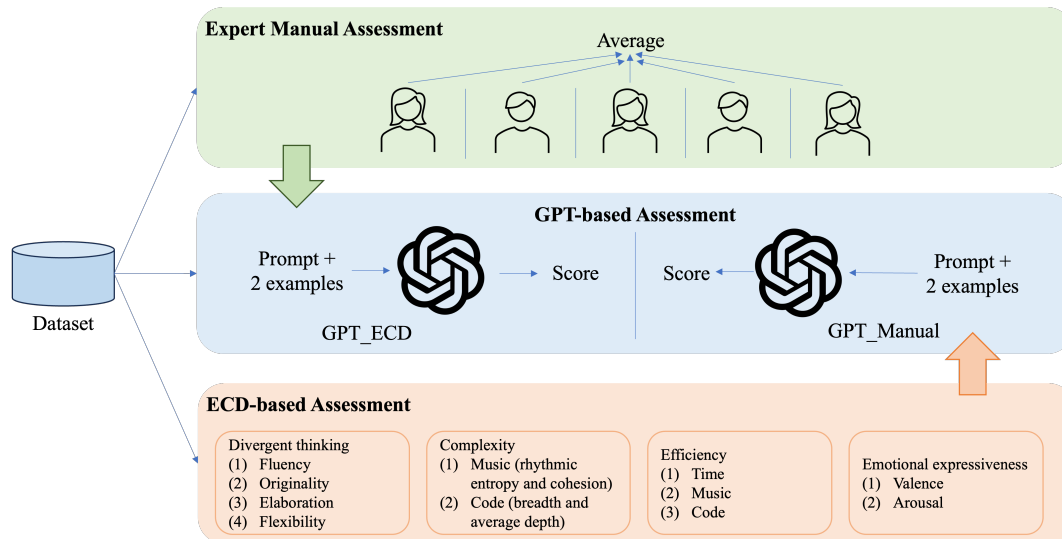 Expert Manual Assessment
Average
GPT-based Assessment
Prompt +
2 examples
Score
GPT_ECD
Score
Prompt +
2 examples
GPT_Manual
Dataset
ECD-based Assessment
Divergent thinking
(1) Fluency
(2) Originality
(3) Elaboration
(4) Flexibility
Complexity
(1) Music (rhythmic
entropy and cohesion)
(2) Code (breadth and
average depth)
Efficiency
(1) Time
(2) Music
(3) Code
Emotional expressiveness
(1) Valence
(2) Arousal